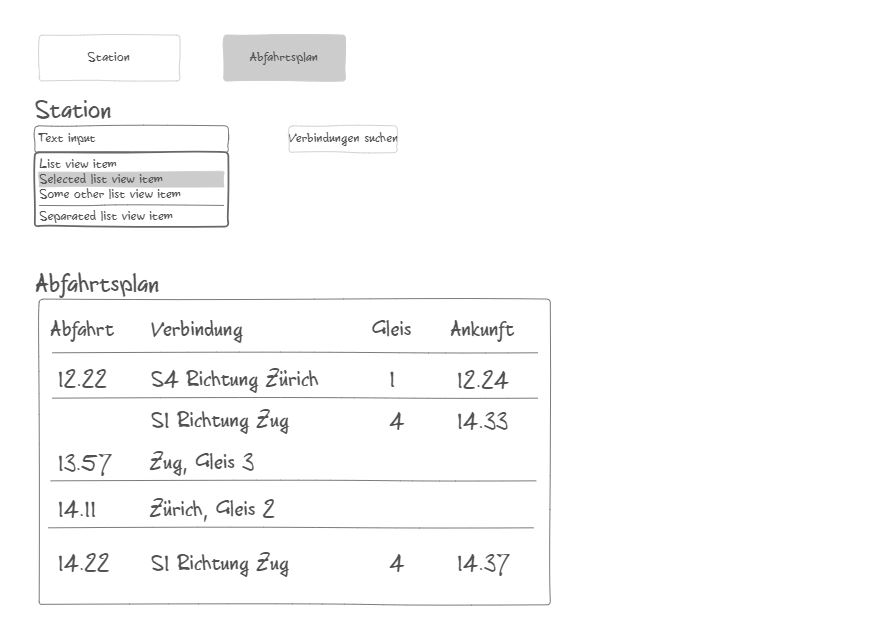 Station Abfahrtsplan
Station
Text input Verbindungen suchen
List view item
Selected list view item
Some other list view item
Separated list view item
Abfahrtsplan
Abfahrt Verbindung Gleis Ankunft
12.22 S4 Richtung Zürich 1 12.24
S1 Richtung Zug 4 14.33
13.57 Zug, Gleis 3
14.11 Zürich, Gleis 2
14.22 S1 Richtung Zug 4 14.37